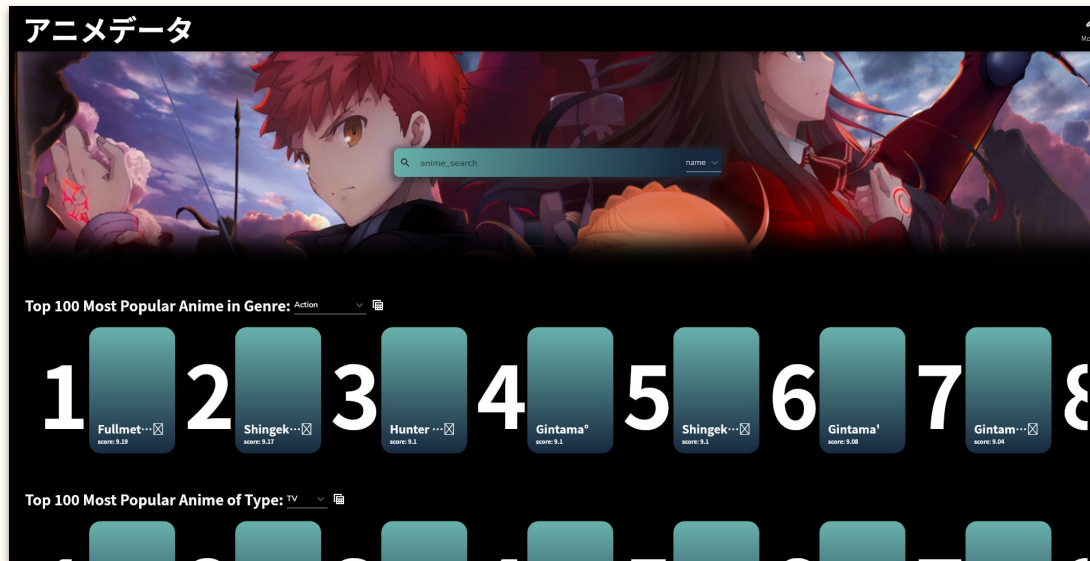 アニメデータ
anime_search
name
Top 100 Most Popular Anime in Genre: Action
1 2 3 4 5 6 7 8
Fullmet… Shingek… Hunter … Gintama° Shingek… Gintama' Gintam…
score: 9.19 score: 9.17 score: 9.1 score: 9.1 score: 9.1 score: 9.08 score: 9.04
Top 100 Most Popular Anime of Type: TV